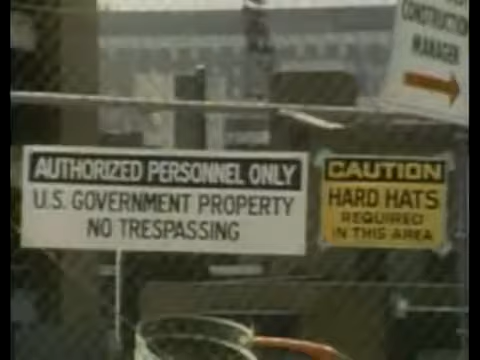 CONSTRUCTION
MANAGER
AUTHORIZED PERSONNEL ONLY
U.S. GOVERNMENT PROPERTY
NO TRESPASSING
CAUTION
HARD HATS
REQUIRED
IN THIS AREA